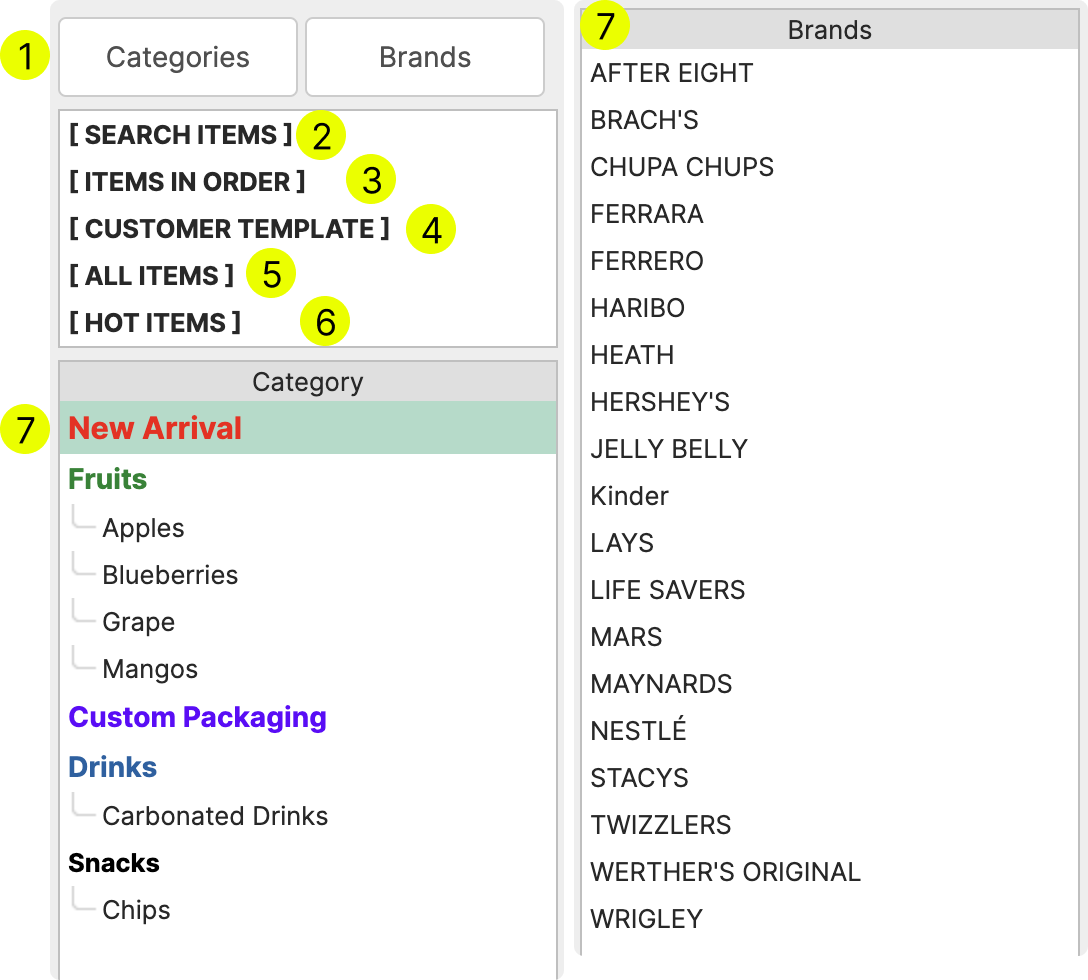 1 Categories Brands
[ SEARCH ITEMS ] 2
[ ITEMS IN ORDER ] 3
[ CUSTOMER TEMPLATE ] 4
[ ALL ITEMS ] 5
[ HOT ITEMS ] 6
Category
7 New Arrival
Fruits
Apples
Blueberries
Grape
Mangos
Custom Packaging
Drinks
Carbonated Drinks
Snacks
Chips
7 Brands
AFTER EIGHT
BRACH'S
CHUPA CHUPS
FERRARA
FERRERO
HARIBO
HEATH
HERSHEY'S
JELLY BELLY
Kinder
LAYS
LIFE SAVERS
MARS
MAYNARDS
NESTLÉ
STACYS
TWIZZLERS
WERTHER'S ORIGINAL
WRIGLEY